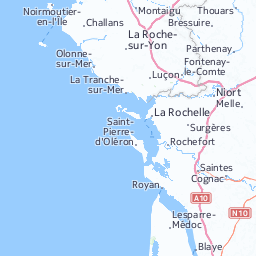 Noirmoutier-
en-l'Île
Challans
Montaigu
Thouars
Bressuire
La Roche-
sur-Yon
Parthenay
Olonne-
sur-Mer
Fontenay-
le-Comte
Luçon
La Tranche-
sur-Mer
Niort
Melle
La Rochelle
Saint-
Pierre-
d'Oléron
Surgères
Rochefort
Saintes
Cognac
Royan
A10
Lesparre-
Médoc
N10
Blaye